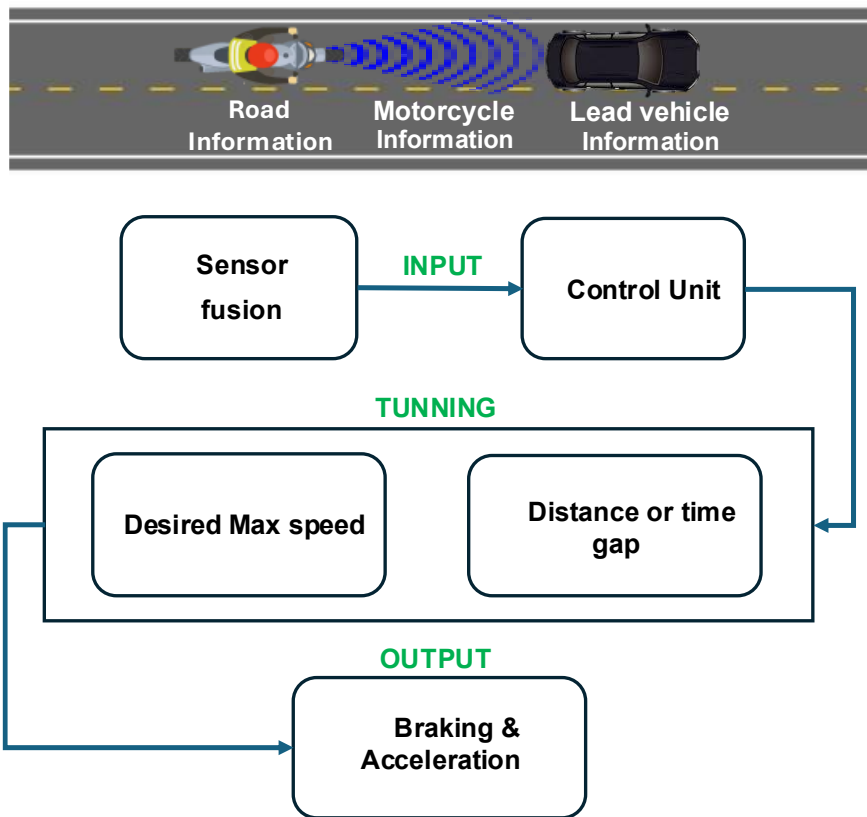 Road
Information
Motorcycle
Information
Lead vehicle
Information
Sensor
fusion
INPUT
Control Unit
TUNNING
Desired Max speed
Distance or time
gap
OUTPUT
Braking &
Acceleration